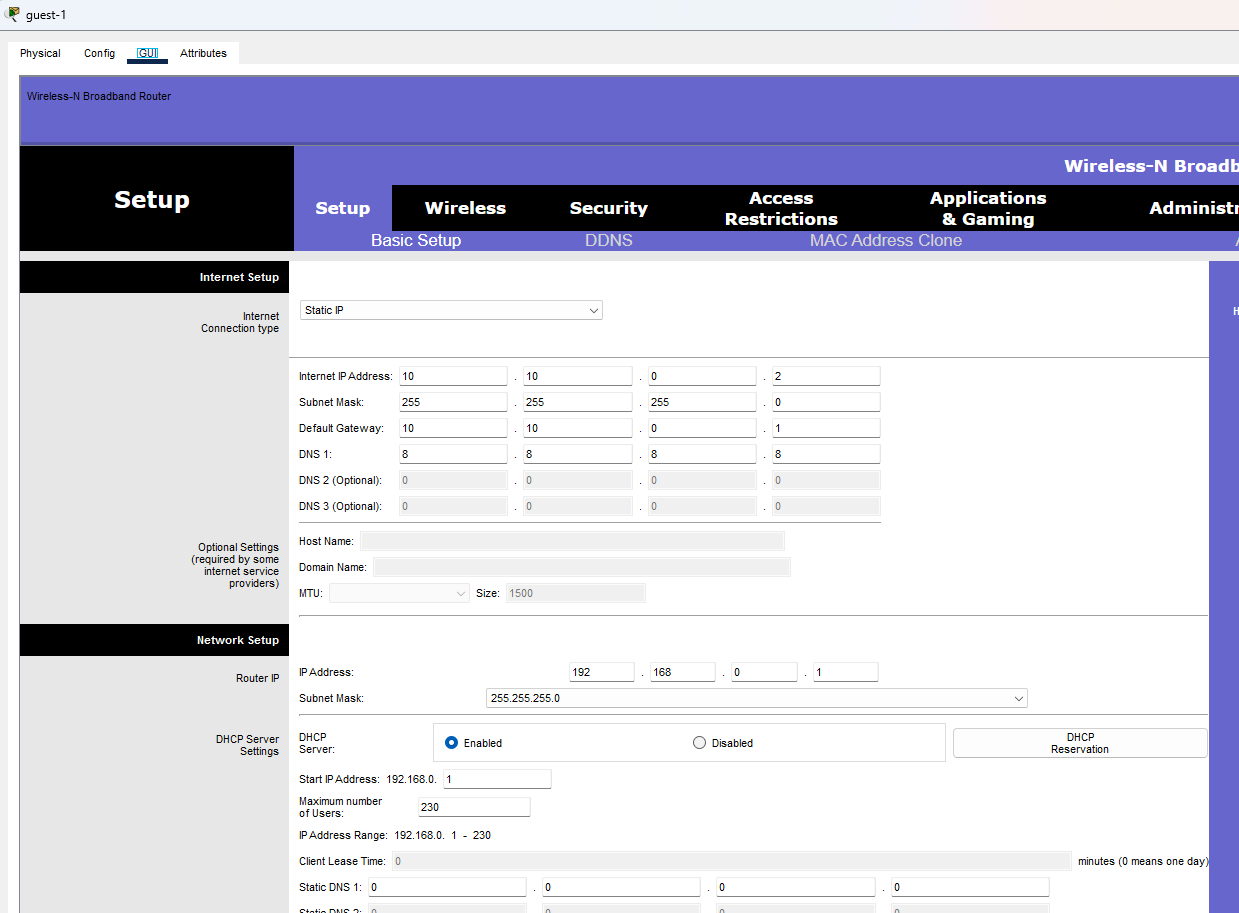 guest-1
Physical Config GUI Attributes
Wireless-N Broadband Router
Wireless-N Broadb
Setup
Setup Wireless Security Access Restrictions Applications & Gaming Administr
Basic Setup DDNS MAC Address Clone A
Internet Setup
Internet
Connection type
Static IP
H
Internet IP Address: 10 . 10 . 0 . 2
Subnet Mask: 255 . 255 . 255 . 0
Default Gateway: 10 . 10 . 0 . 1
DNS 1: 8 . 8 . 8 . 8
DNS 2 (Optional): 0 . 0 . 0 . 0
DNS 3 (Optional): 0 . 0 . 0 . 0
Optional Settings
(required by some
internet service
providers)
Host Name:
Domain Name:
MTU: Size: 1500
Network Setup
Router IP
IP Address: 192 . 168 . 0 . 1
Subnet Mask: 255.255.255.0
DHCP Server
Settings
DHCP
Server:
Enabled Disabled
DHCP
Reservation
Start IP Address: 192.168.0. 1
Maximum number
of Users:
230
IP Address Range: 192.168.0. 1 - 230
Client Lease Time: 0 minutes (0 means one day)
Static DNS 1: 0 . 0 . 0 . 0
Static DNS 2: 0 . 0 . 0 . 0